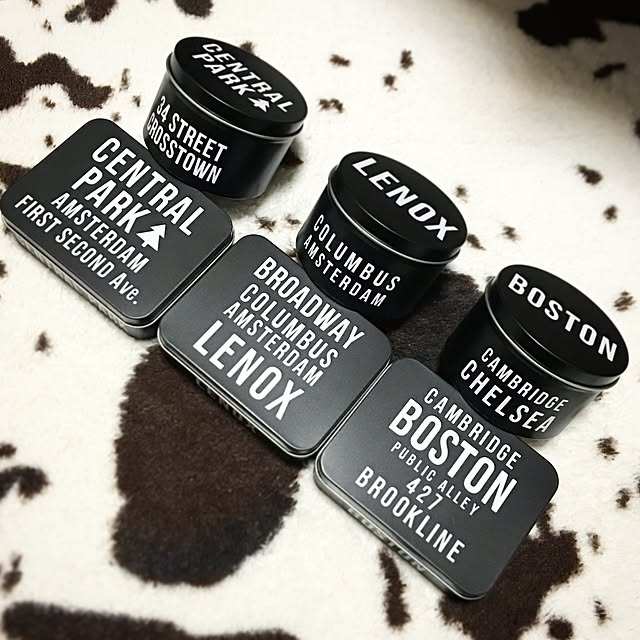 CENTRAL
PARK
34 STREET
CROSSTOWN
CENTRAL
PARK
AMSTERDAM
FIRST SECOND Ave.
LENOX
COLUMBUS
AMSTERDAM
BROADWAY
COLUMBUS
AMSTERDAM
LENOX
BOSTON
CAMBRIDGE
CHELSEA
CAMBRIDGE
BOSTON
PUBLIC ALLEY
427
BROOKLINE